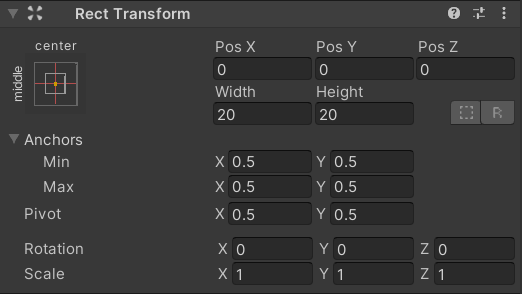 Rect Transform
center
middle
Pos X Pos Y Pos Z
0 0 0
Width Height
20 20
R
Anchors
Min X 0.5 Y 0.5
Max X 0.5 Y 0.5
Pivot X 0.5 Y 0.5
Rotation X 0 Y 0 Z 0
Scale X 1 Y 1 Z 1